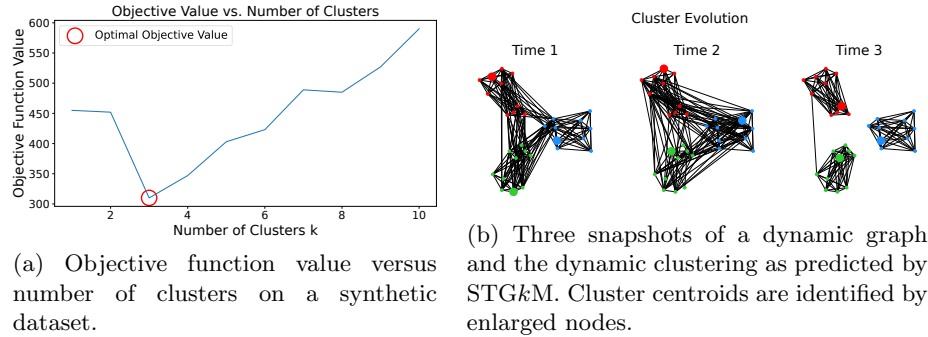 Objective Value vs. Number of Clusters
600
550
500
450
400
350
300
Objective Function Value
Optimal Objective Value
2
4
6
8
10
Number of Clusters k
(a) Objective function value versus
number of clusters on a synthetic
dataset.
Cluster Evolution
Time 1
Time 2
Time 3
(b) Three snapshots of a dynamic graph
and the dynamic clustering as predicted by
STGkM. Cluster centroids are identified by
enlarged nodes.